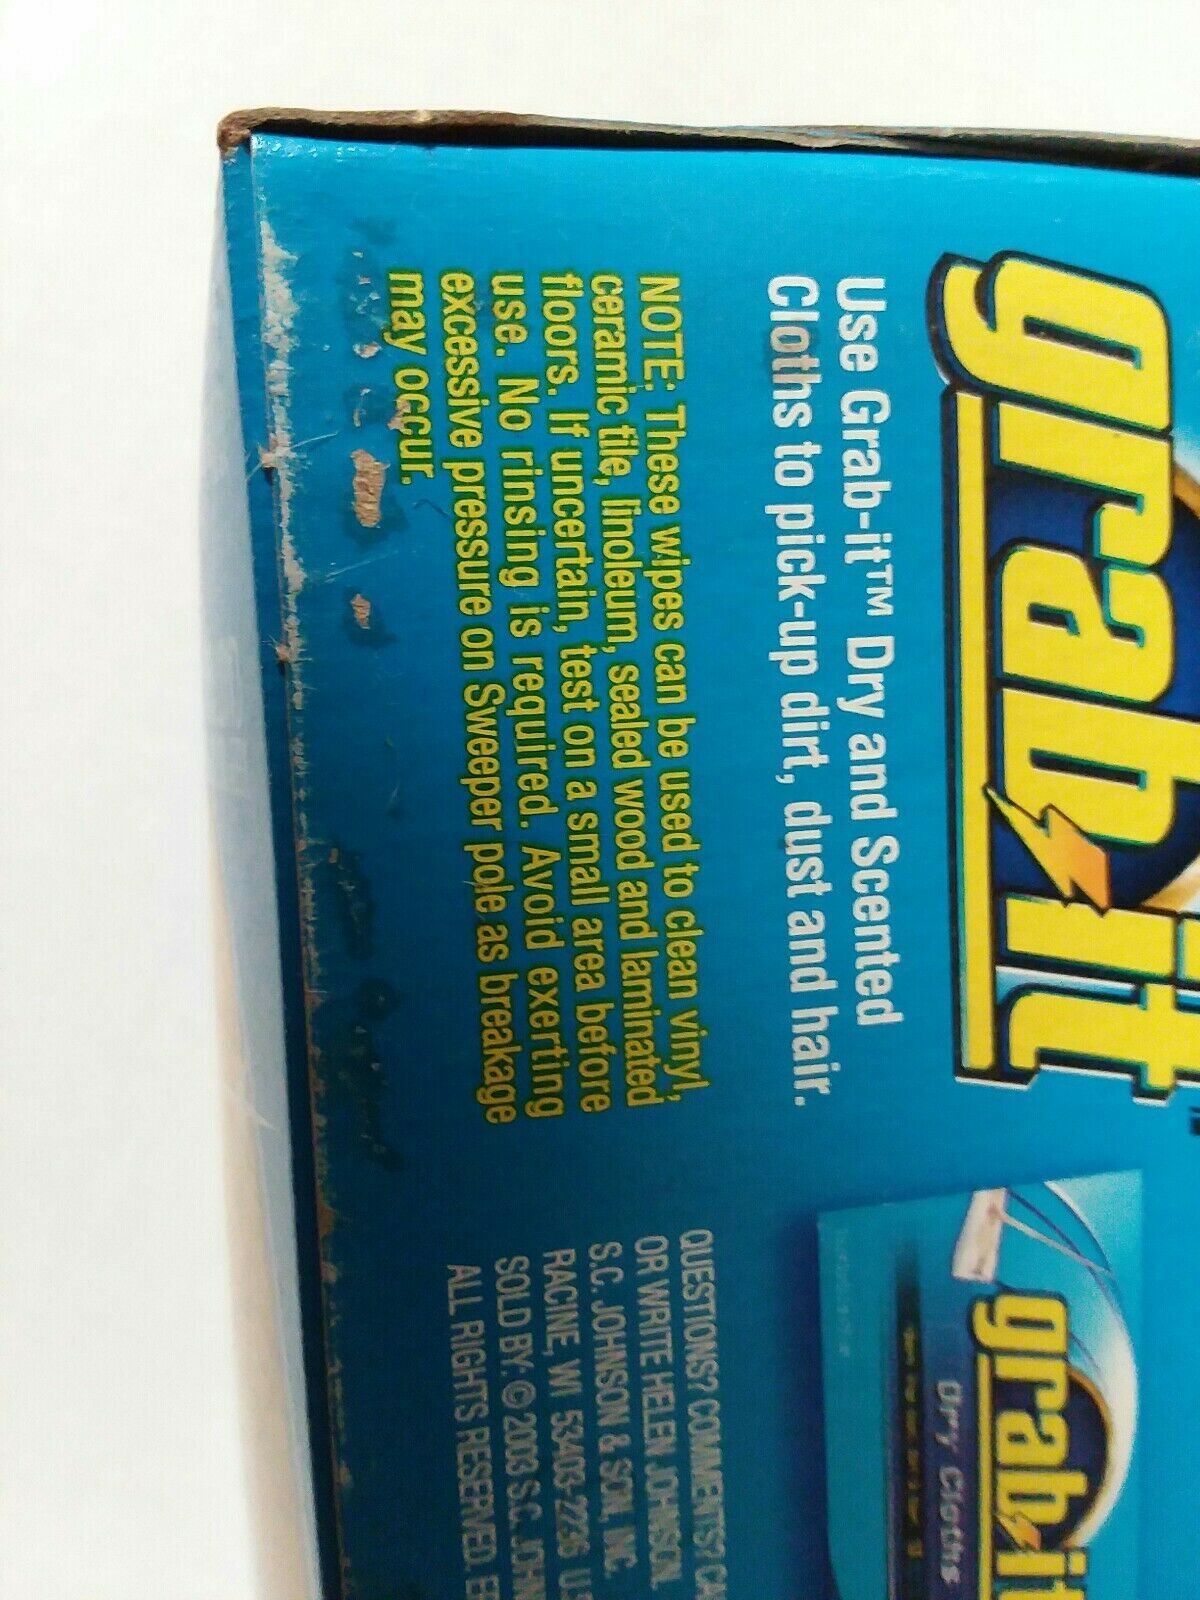 grab-it
Use Grab-it™ Dry and Scented
Cloths to pick-up dirt, dust and hair.
NOTE: These wipes can be used to clean vinyl,
ceramic tile, linoleum, sealed wood and laminated
floors. If uncertain, test on a small area before
use. No rinsing is required. Avoid exerting
excessive pressure on Sweeper pole as breakage
may occur.
grab-it
Dry Cloths
QUESTIONS? COMMENTS?
OR WRITE HELEN JOHNSON,
S.C. JOHNSON & SON, INC.
RACINE, WI 53403-2236
SOLD BY: © 2003 S.C.
ALL RIGHTS RESERVED.